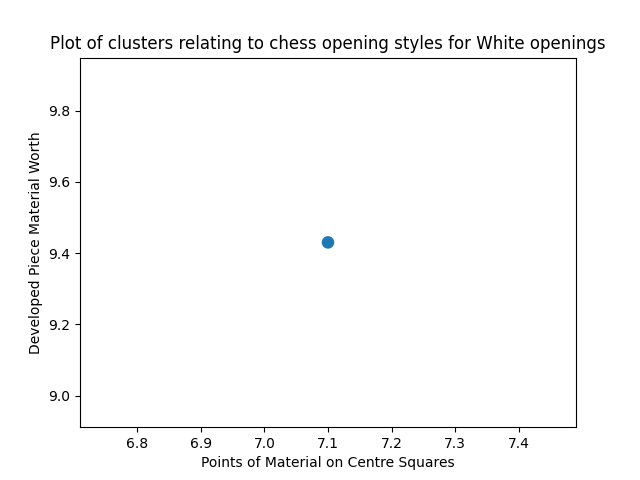 Plot of clusters relating to chess opening styles for White openings
9.8
9.6
9.4
9.2
9.0
Developed Piece Material Worth
6.8 6.9 7.0 7.1 7.2 7.3 7.4
Points of Material on Centre Squares